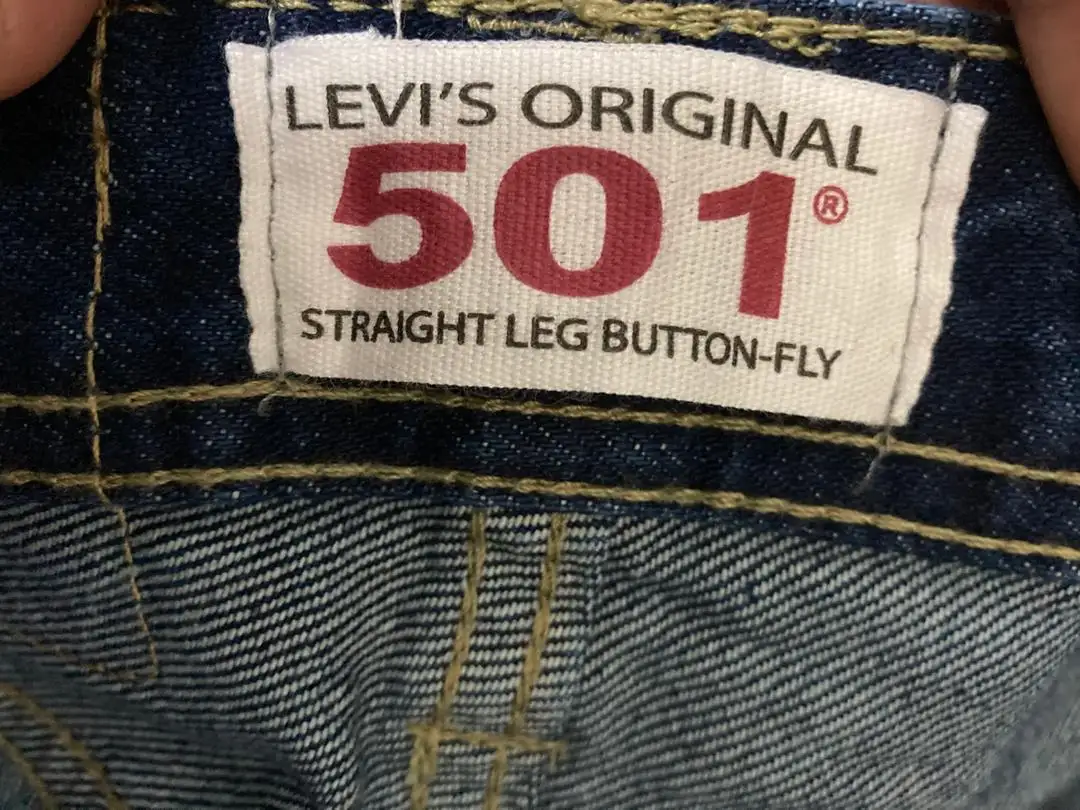 LEVI'S ORIGINAL
501®
STRAIGHT LEG BUTTON-FLY